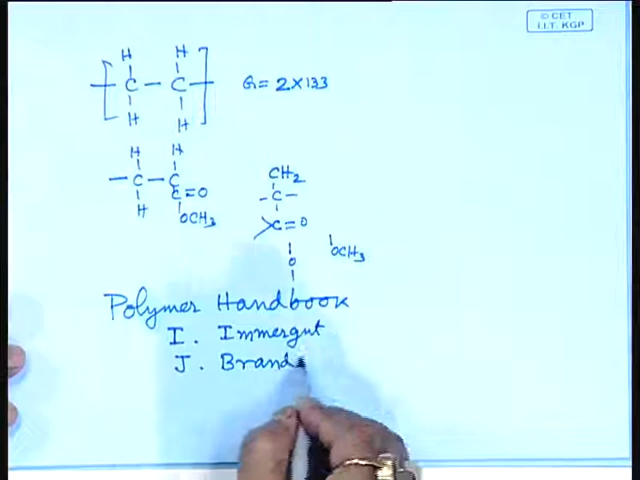 © CET
I.I.T. KGP
H H
C — C G = 2 X 133
H H
H H
— C — C
C = O
H OCH3
CH2
- C -
C = O
O
OCH3
Polymer Handbook
I. Immergut
J. Brand